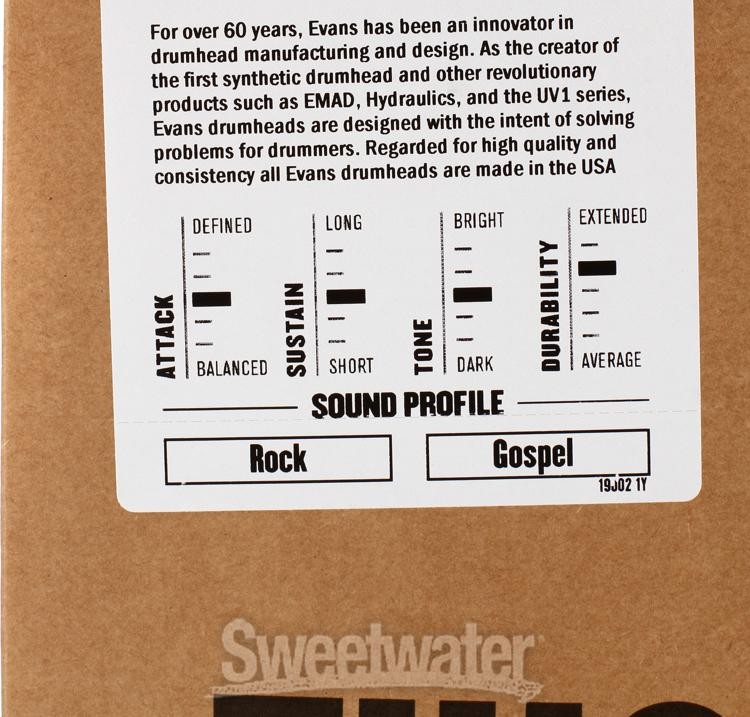 For over 60 years, Evans has been an innovator in
drumhead manufacturing and design. As the creator of
the first synthetic drumhead and other revolutionary
products such as EMAD, Hydraulics, and the UV1 series,
Evans drumheads are designed with the intent of solving
problems for drummers. Regarded for high quality and
consistency all Evans drumheads are made in the USA
ATTACK
DEFINED
BALANCED
SUSTAIN
LONG
SHORT
TONE
BRIGHT
DARK
DURABILITY
EXTENDED
AVERAGE
SOUND PROFILE
Rock
Gospel
1Y
Sweetwater